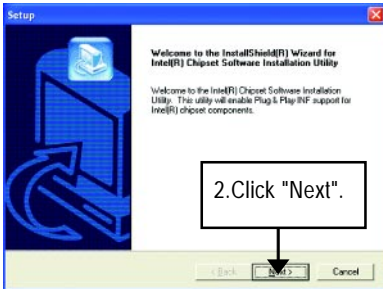 Setup
Welcome to the InstallShield(R) Wizard for
Intel(R) Chipset Software Installation Utility
Welcome to the Intel(R) Chipset Software Installation
Utility. This utility will enable Plug & Play INF support for
Intel(R) chipset components.
2.Click "Next".
< Back
Next >
Cancel